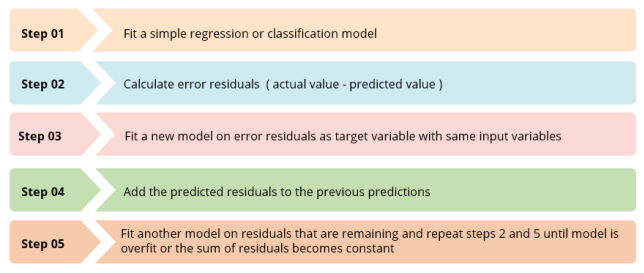 Step 01 Fit a simple regression or classification model
Step 02 Calculate error residuals ( actual value - predicted value )
Step 03 Fit a new model on error residuals as target variable with same input variables
Step 04 Add the predicted residuals to the previous predictions
Step 05 Fit another model on residuals that are remaining and repeat steps 2 and 5 until model is
overfit or the sum of residuals becomes constant